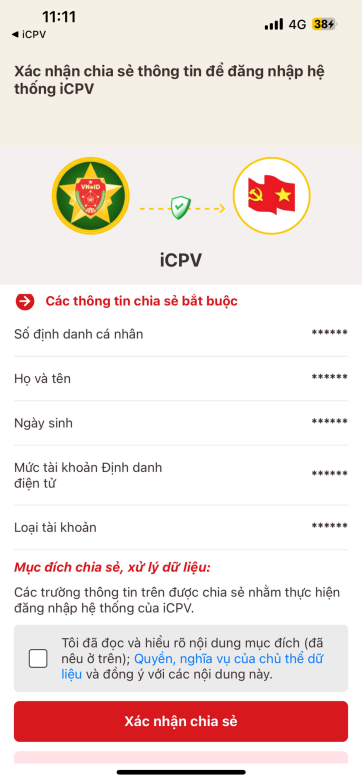 11:11
4G
38
◀ iCPV
Xác nhận chia sẻ thông tin để đăng nhập hệ
thống iCPV
VNeID
iCPV
Các thông tin chia sẻ bắt buộc
Số định danh cá nhân ******
Họ và tên ******
Ngày sinh ******
Mức tài khoản Định danh
điện tử ******
Loại tài khoản ******
Mục đích chia sẻ, xử lý dữ liệu:
Các trường thông tin trên được chia sẻ nhằm thực hiện
đăng nhập hệ thống của iCPV.
Tôi đã đọc và hiểu rõ nội dung mục đích (đã
nêu ở trên); Quyền, nghĩa vụ của chủ thể dữ
liệu và đồng ý với các nội dung này.
Xác nhận chia sẻ